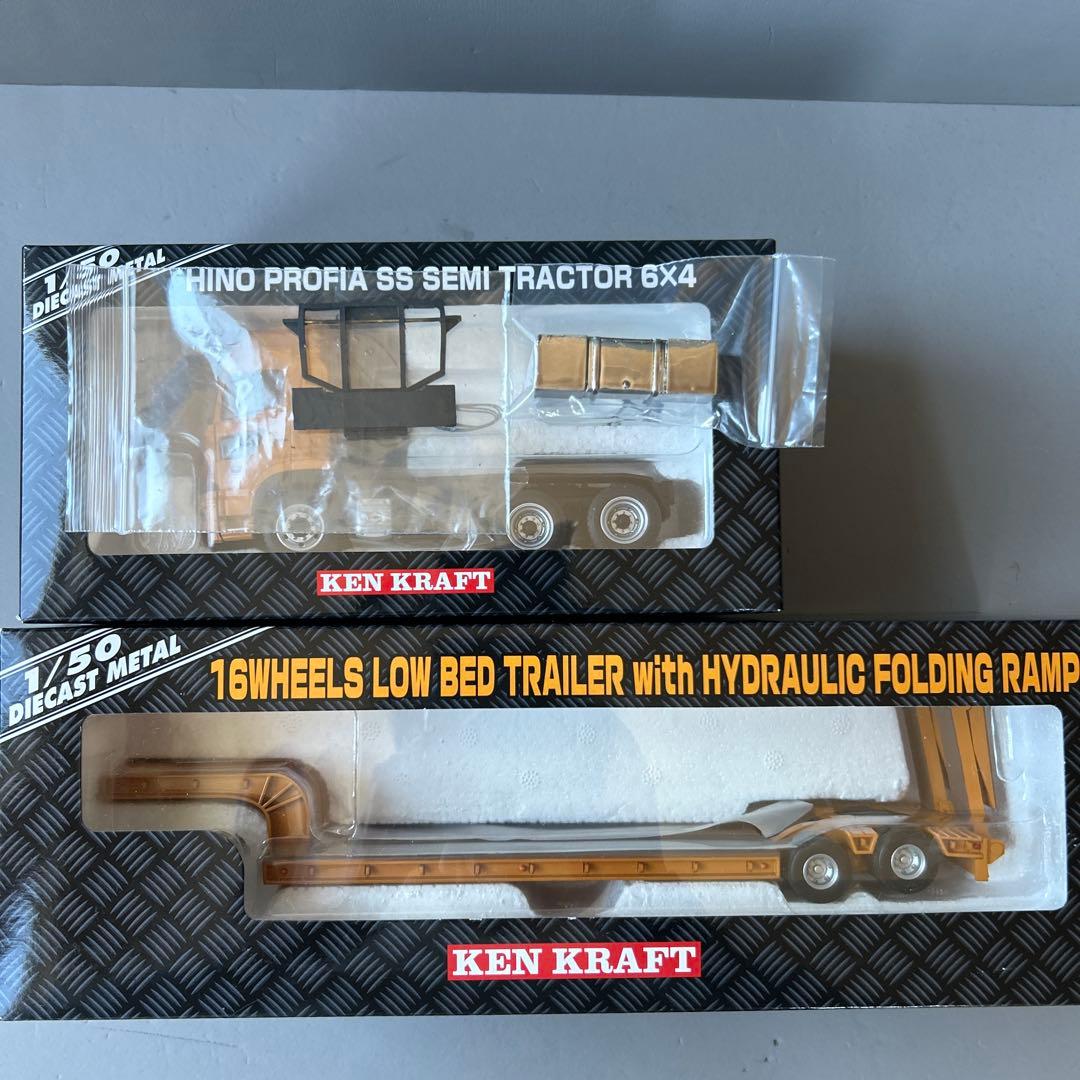 1/50
DIECAST METAL
HINO PROFIA SS SEMI TRACTOR 6X4
KEN KRAFT
1/50
DIECAST METAL
16WHEELS LOW BED TRAILER with HYDRAULIC FOLDING RAMP
KEN KRAFT